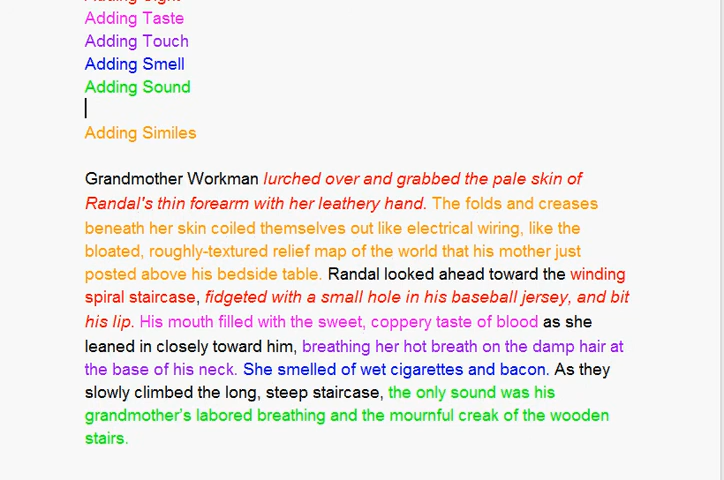 Adding Sight
Adding Taste
Adding Touch
Adding Smell
Adding Sound
Adding Similes
Grandmother Workman lurched over and grabbed the pale skin of
Randal's thin forearm with her leathery hand. The folds and creases
beneath her skin coiled themselves out like electrical wiring, like the
bloated, roughly-textured relief map of the world that his mother just
posted above his bedside table. Randal looked ahead toward the winding
spiral staircase, fidgeted with a small hole in his baseball jersey, and bit
his lip. His mouth filled with the sweet, coppery taste of blood as she
leaned in closely toward him, breathing her hot breath on the damp hair at
the base of his neck. She smelled of wet cigarettes and bacon. As they
slowly climbed the long, steep staircase, the only sound was his
grandmother's labored breathing and the mournful creak of the wooden
stairs.